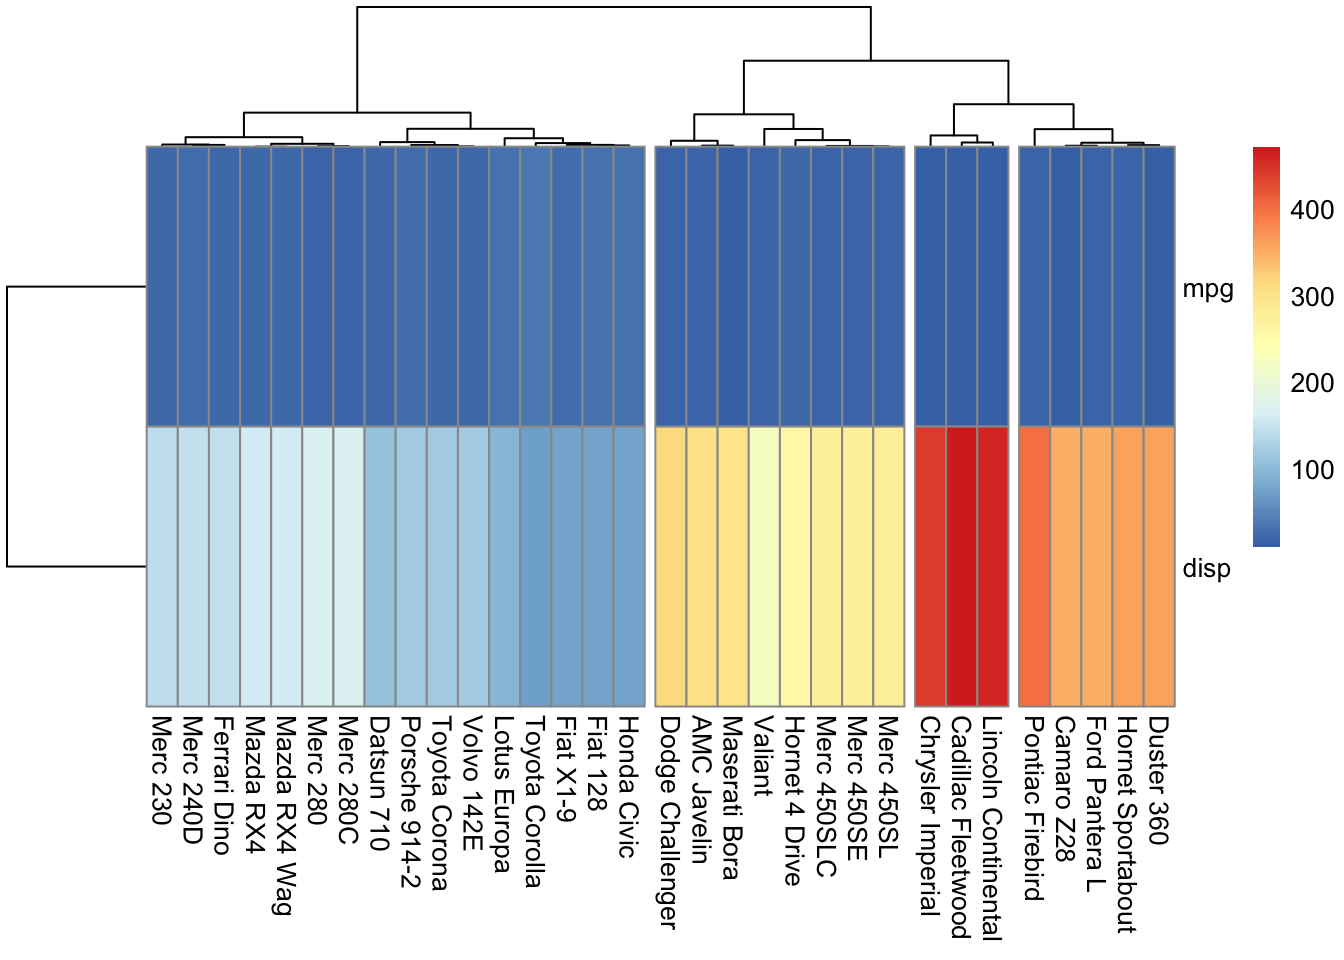 400
mpg
300
200
100
disp
Merc 230
Merc 240D
Ferrari Dino
Mazda RX4
Mazda RX4 Wag
Merc 280
Merc 280C
Datsun 710
Porsche 914-2
Toyota Corona
Volvo 142E
Lotus Europa
Toyota Corolla
Fiat X1-9
Fiat 128
Honda Civic
Dodge Challenger
AMC Javelin
Maserati Bora
Valiant
Hornet 4 Drive
Merc 450SLC
Merc 450SE
Merc 450SL
Chrysler Imperial
Cadillac Fleetwood
Lincoln Continental
Pontiac Firebird
Camaro Z28
Ford Pantera L
Hornet Sportabout
Duster 360